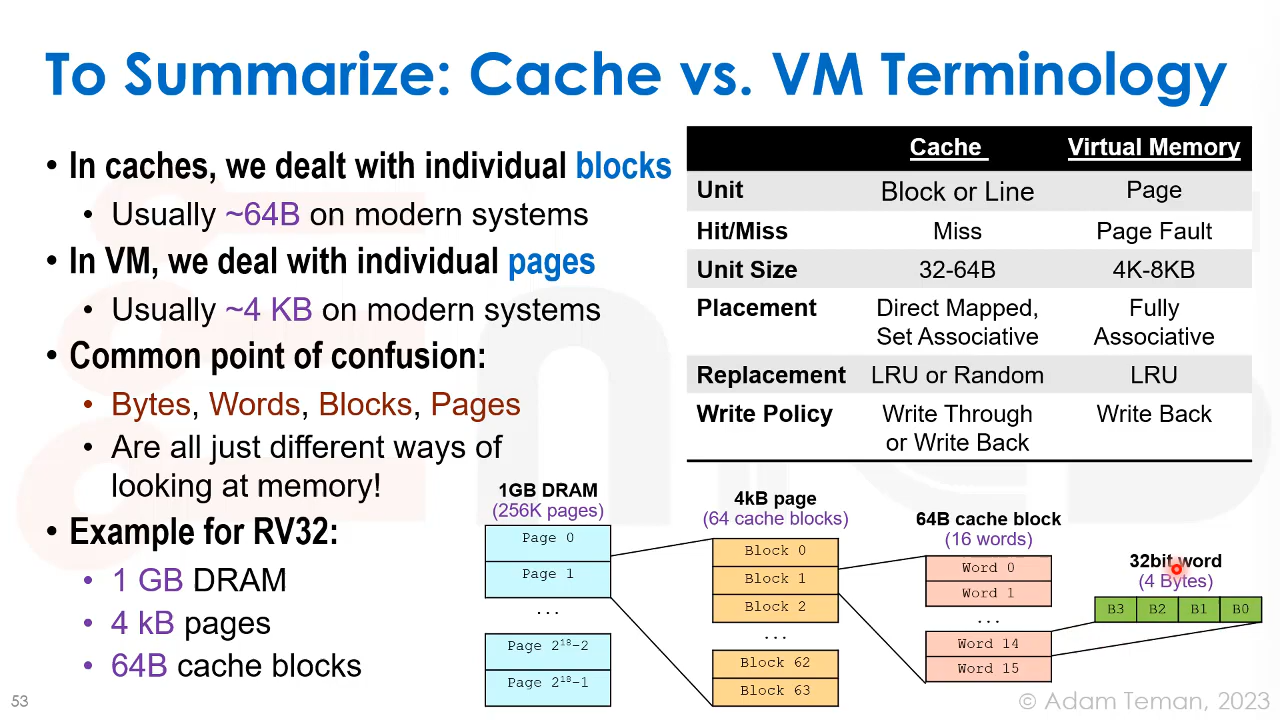 To Summarize: Cache vs. VM Terminology
• In caches, we dealt with individual blocks
• Usually ~64B on modern systems
• In VM, we deal with individual pages
• Usually ~4 KB on modern systems
• Common point of confusion:
• Bytes, Words, Blocks, Pages
• Are all just different ways of
looking at memory!
• Example for RV32:
• 1 GB DRAM
• 4 kB pages
• 64B cache blocks
Cache Virtual Memory
Unit Block or Line Page
Hit/Miss Miss Page Fault
Unit Size 32-64B 4K-8KB
Placement Direct Mapped, Fully
Set Associative Associative
Replacement LRU or Random LRU
Write Policy Write Through Write Back
or Write Back
1GB DRAM
(256K pages)
Page 0
Page 1
...
Page 2¹⁸-2
Page 2¹⁸-1
4kB page
(64 cache blocks)
Block 0
Block 1
Block 2
...
Block 62
Block 63
64B cache block
(16 words)
Word 0
Word 1
...
Word 14
Word 15
32bit word
(4 Bytes)
B3 B2 B1 B0
53
© Adam Teman, 2023